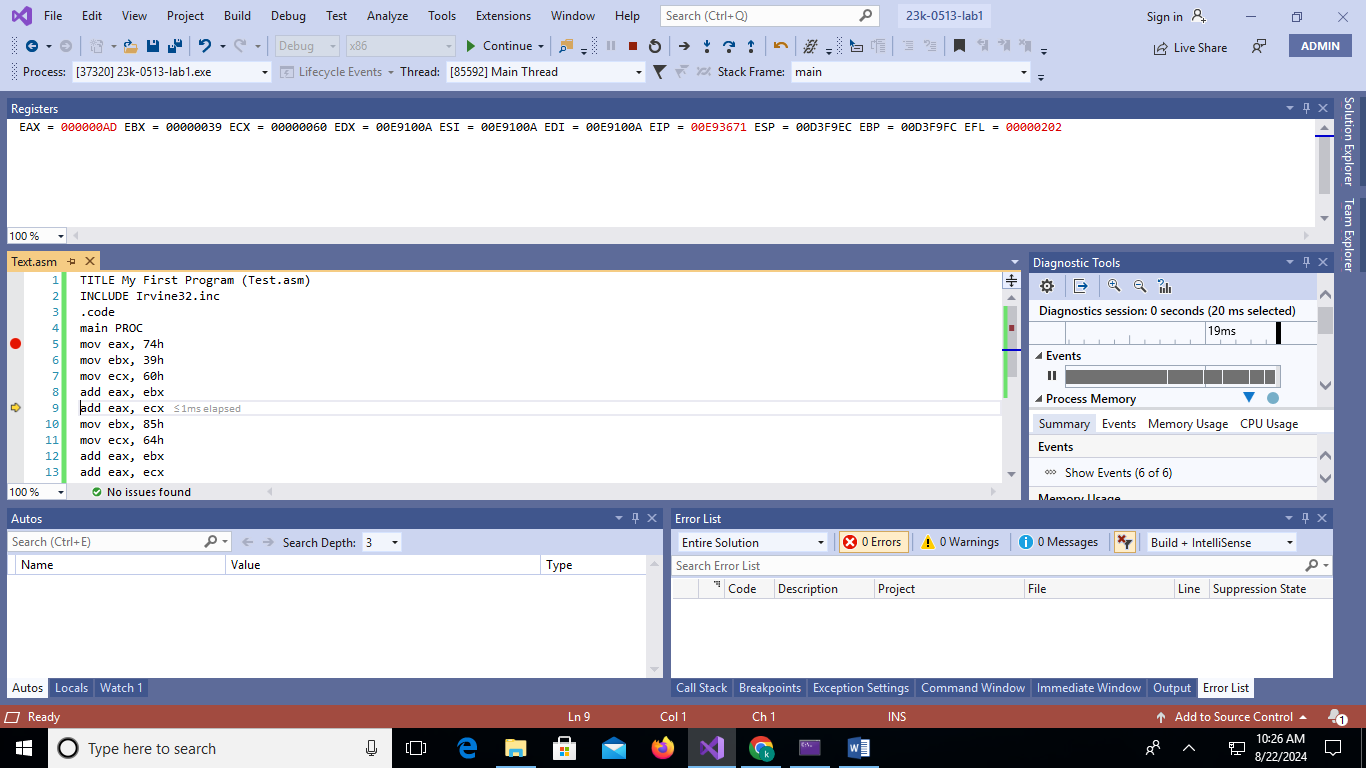 File Edit View Project Build Debug Test Analyze Tools Extensions Window Help Search (Ctrl+Q) 23k-0513-lab1 Sign in
Debug x86 Continue Live Share ADMIN
Process: [37320] 23k-0513-lab1.exe Lifecycle Events Thread: [85592] Main Thread Stack Frame: main
Registers
EAX = 000000AD EBX = 00000039 ECX = 00000060 EDX = 00E9100A ESI = 00E9100A EDI = 00E9100A EIP = 00E93671 ESP = 00D3F9EC EBP = 00D3F9FC EFL = 00000202
100 %
Solution Explorer
Team Explorer
Text.asm
1 TITLE My First Program (Test.asm)
2 INCLUDE Irvine32.inc
3 .code
4 main PROC
5 mov eax, 74h
6 mov ebx, 39h
7 mov ecx, 60h
8 add eax, ebx
9 add eax, ecx ≤1ms elapsed
10 mov ebx, 85h
11 mov ecx, 64h
12 add eax, ebx
13 add eax, ecx
100 % No issues found
Diagnostic Tools
Diagnostics session: 0 seconds (20 ms selected)
19ms
Events
Process Memory
Summary Events Memory Usage CPU Usage
Events
Show Events (6 of 6)
Memory Usage
Autos
Search (Ctrl+E) Search Depth: 3
Name Value Type
Autos Locals Watch 1
Error List
Entire Solution 0 Errors 0 Warnings 0 Messages Build + IntelliSense
Search Error List
Code Description Project File Line Suppression State
Call Stack Breakpoints Exception Settings Command Window Immediate Window Output Error List
Ready Ln 9 Col 1 Ch 1 INS Add to Source Control 1
Type here to search
k
10:26 AM
8/22/2024